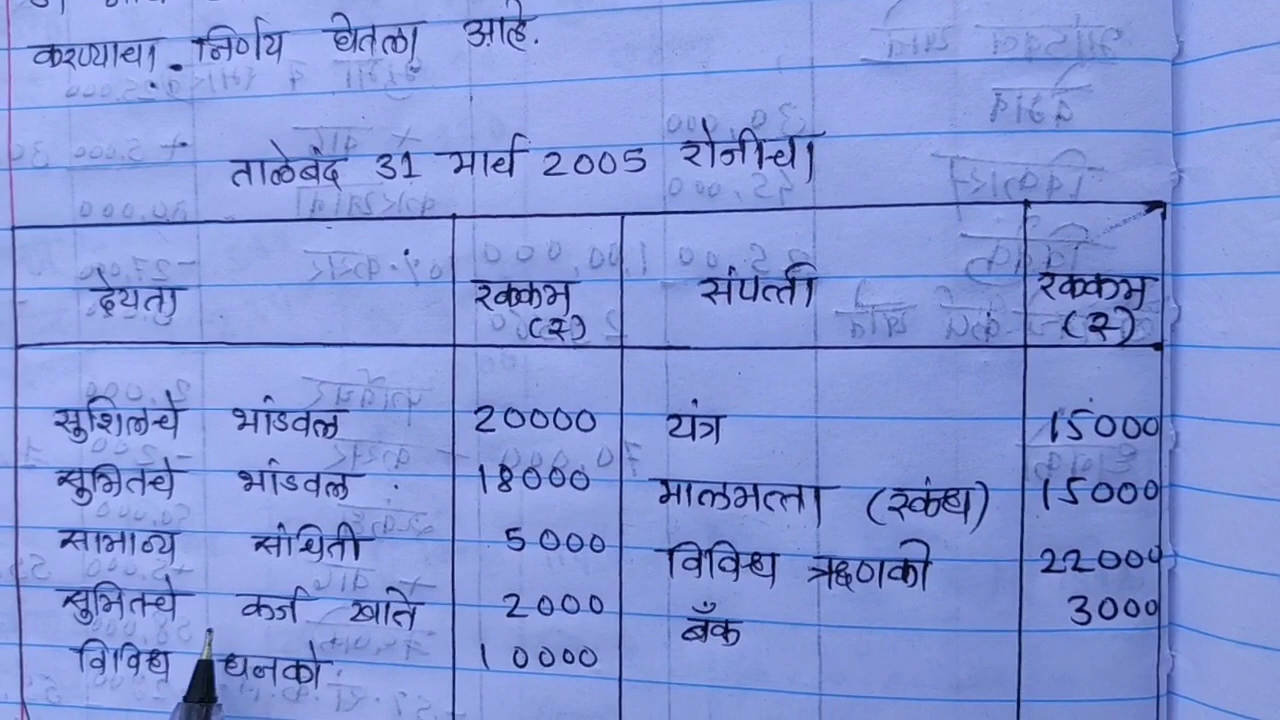 करण्याचा निर्णय घेतला आहे.
ताळेबंद 31 मार्च 2005 रोजीचा
देयता रक्कम (₹) संपत्ती रक्कम (₹)
सुशिलचे भांडवल 20000 यंत्र 15000
सुमितचे भांडवल 18000 मालमत्ता (स्कंध) 15000
सामान्य संचिती 5000 विविध ऋणको 22000
सुमितचे कर्ज खाते 2000 बँक 3000
विविध धनको 10000